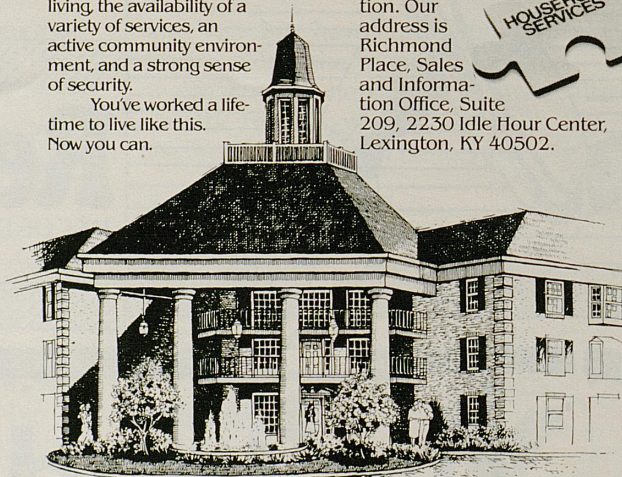 living, the availability of a
variety of services, an
active community environ-
ment, and a strong sense
of security.
You've worked a life-
time to live like this.
Now you can.
tion. Our
address is
Richmond
Place, Sales
and Informa-
tion Office, Suite
209, 2230 Idle Hour Center,
Lexington, KY 40502.
SERVICES